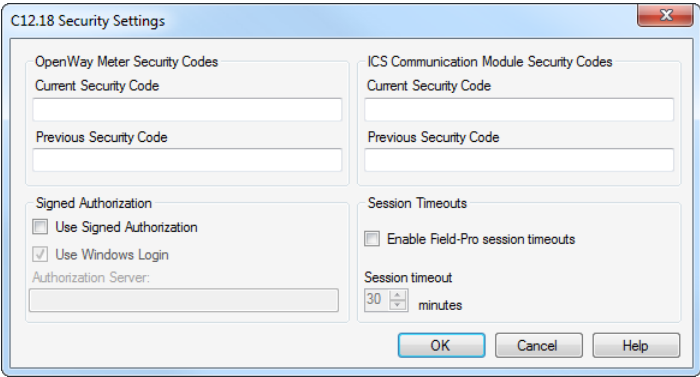 C12.18 Security Settings
OpenWay Meter Security Codes
Current Security Code
Previous Security Code
ICS Communication Module Security Codes
Current Security Code
Previous Security Code
Signed Authorization
Use Signed Authorization
Use Windows Login
Authorization Server:
Session Timeouts
Enable Field-Pro session timeouts
Session timeout
30 minutes
OK Cancel Help